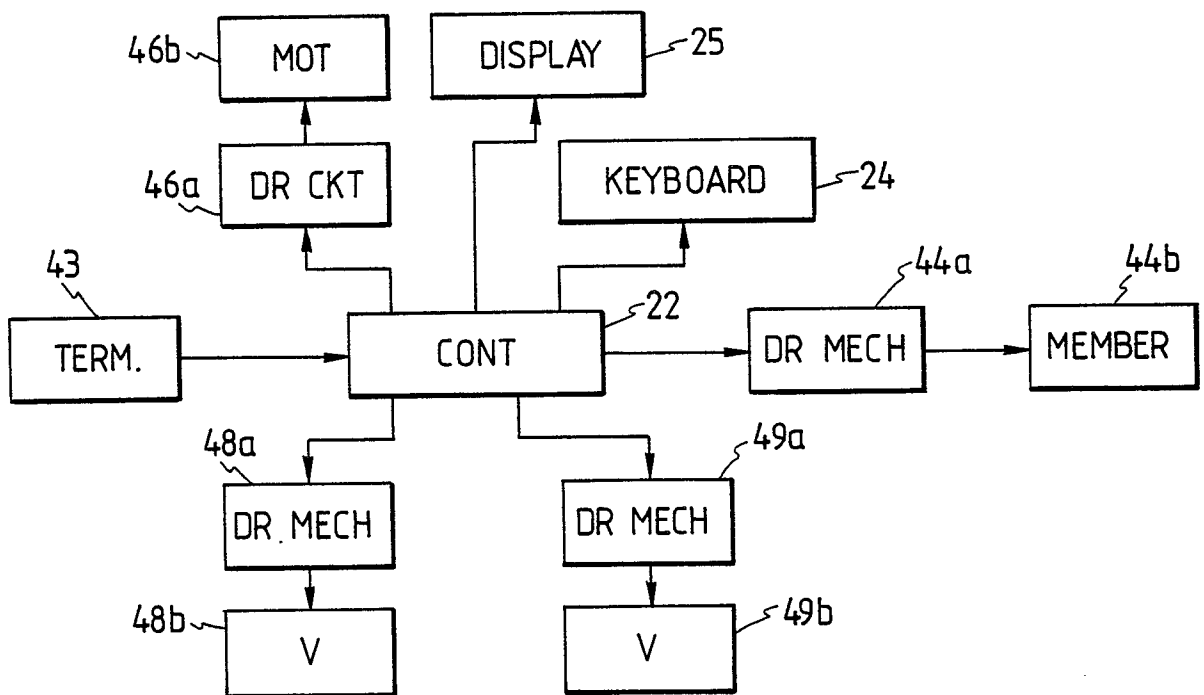 46b
MOT
DISPLAY
25
46a
DR CKT
KEYBOARD
24
43
TERM.
22
CONT
44a
DR MECH
44b
MEMBER
48a
DR. MECH
49a
DR MECH
48b
V
49b
V